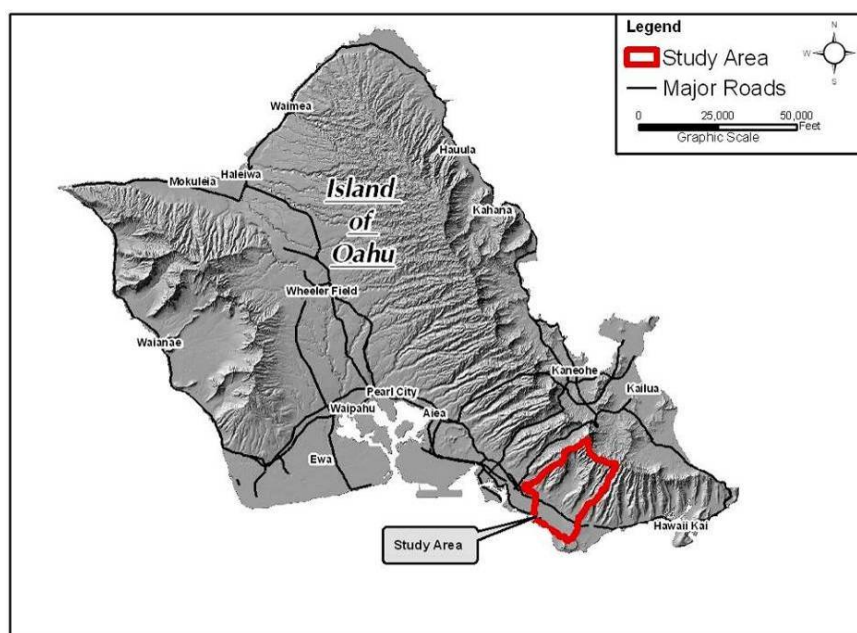 Legend
Study Area
Major Roads
N
W
E
S
0 25,000 50,000
Feet
Graphic Scale
Waimea
Hauula
Haleiwa
Mokuleia
Island
of
Oahu
Kahana
Wheeler Field
Waianae
Kaneohe
Kailua
Pearl City
Waipahu
Aiea
Ewa
Hawaii Kai
Study Area